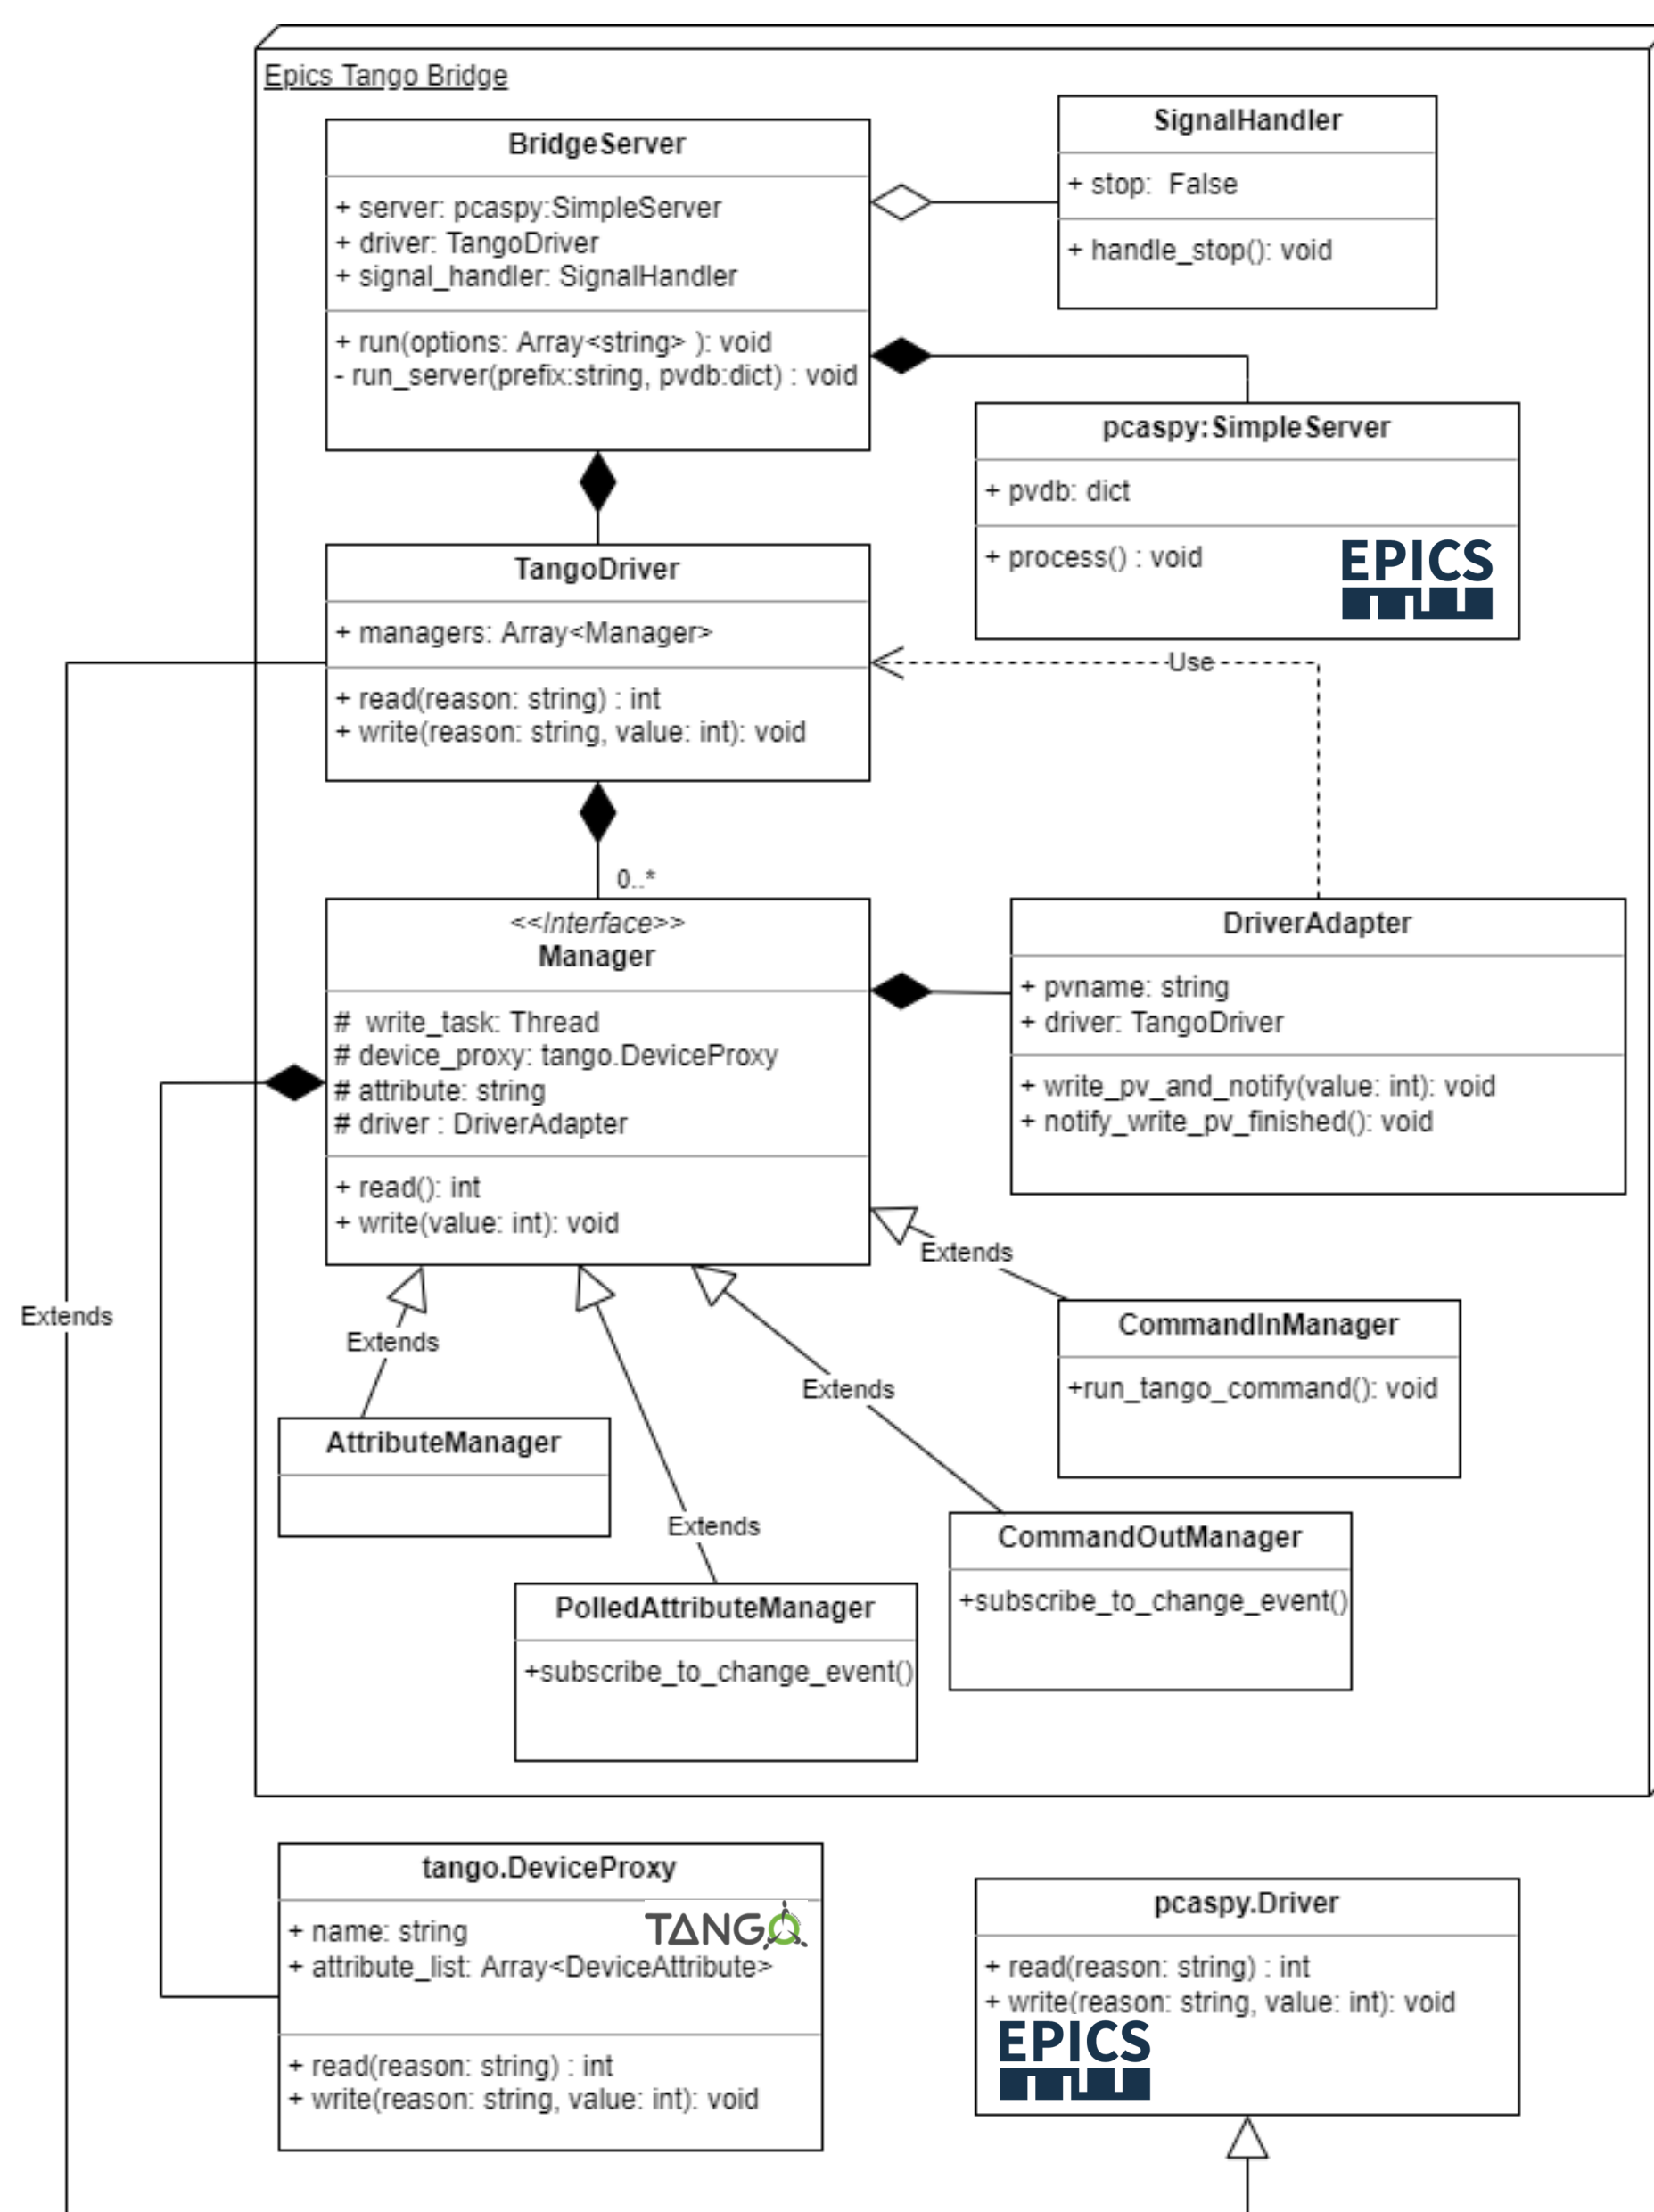 Epics Tango Bridge
BridgeServer
+ server: pcaspy:SimpleServer
+ driver: TangoDriver
+ signal_handler: SignalHandler
+ run(options: Array<string> ): void
- run_server(prefix:string, pvdb:dict) : void
SignalHandler
+ stop:  False
+ handle_stop(): void
pcaspy:SimpleServer
+ pvdb: dict
+ process() : void
EPICS
TangoDriver
+ managers: Array<Manager>
+ read(reason: string) : int
+ write(reason: string, value: int): void
Use
0..*
<<Interface>>
Manager
#  write_task: Thread
# device_proxy: tango.DeviceProxy
# attribute: string
# driver : DriverAdapter
+ read(): int
+ write(value: int): void
DriverAdapter
+ pvname: string
+ driver: TangoDriver
+ write_pv_and_notify(value: int): void
+ notify_write_pv_finished(): void
Extends
Extends
Extends
Extends
Extends
CommandInManager
+run_tango_command(): void
AttributeManager
CommandOutManager
+subscribe_to_change_event()
PolledAttributeManager
+subscribe_to_change_event()
tango.DeviceProxy
TANGO
+ name: string
+ attribute_list: Array<DeviceAttribute>
+ read(reason: string) : int
+ write(reason: string, value: int): void
pcaspy.Driver
+ read(reason: string) : int
+ write(reason: string, value: int): void
EPICS